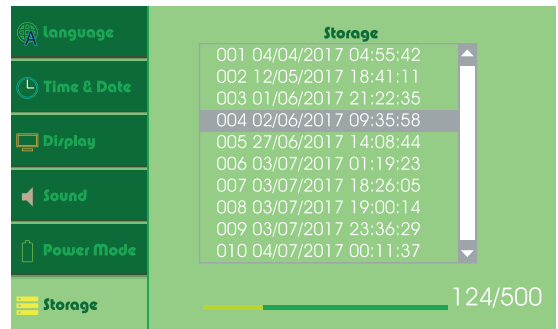 Language
Time & Date
Display
Sound
Power Mode
Storage
Storage
001 04/04/2017 04:55:42
002 12/05/2017 18:41:11
003 01/06/2017 21:22:35
004 02/06/2017 09:35:58
005 27/06/2017 14:08:44
006 03/07/2017 01:19:23
007 03/07/2017 18:26:05
008 03/07/2017 19:00:14
009 03/07/2017 23:36:29
010 04/07/2017 00:11:37
124/500